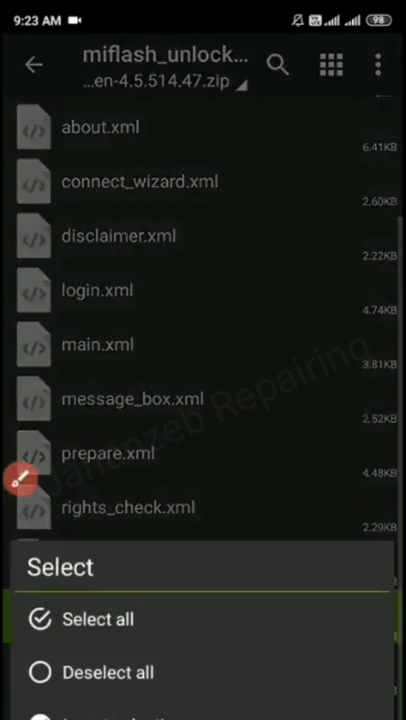 9:23 AM
98
miflash_unlock...
...en-4.5.514.47.zip
about.xml
6.41KB
connect_wizard.xml
2.60KB
disclaimer.xml
2.22KB
login.xml
4.74KB
main.xml
3.81KB
message_box.xml
2.52KB
prepare.xml
4.48KB
rights_check.xml
2.29KB
Jahanzeb Repairing
Select
Select all
Deselect all